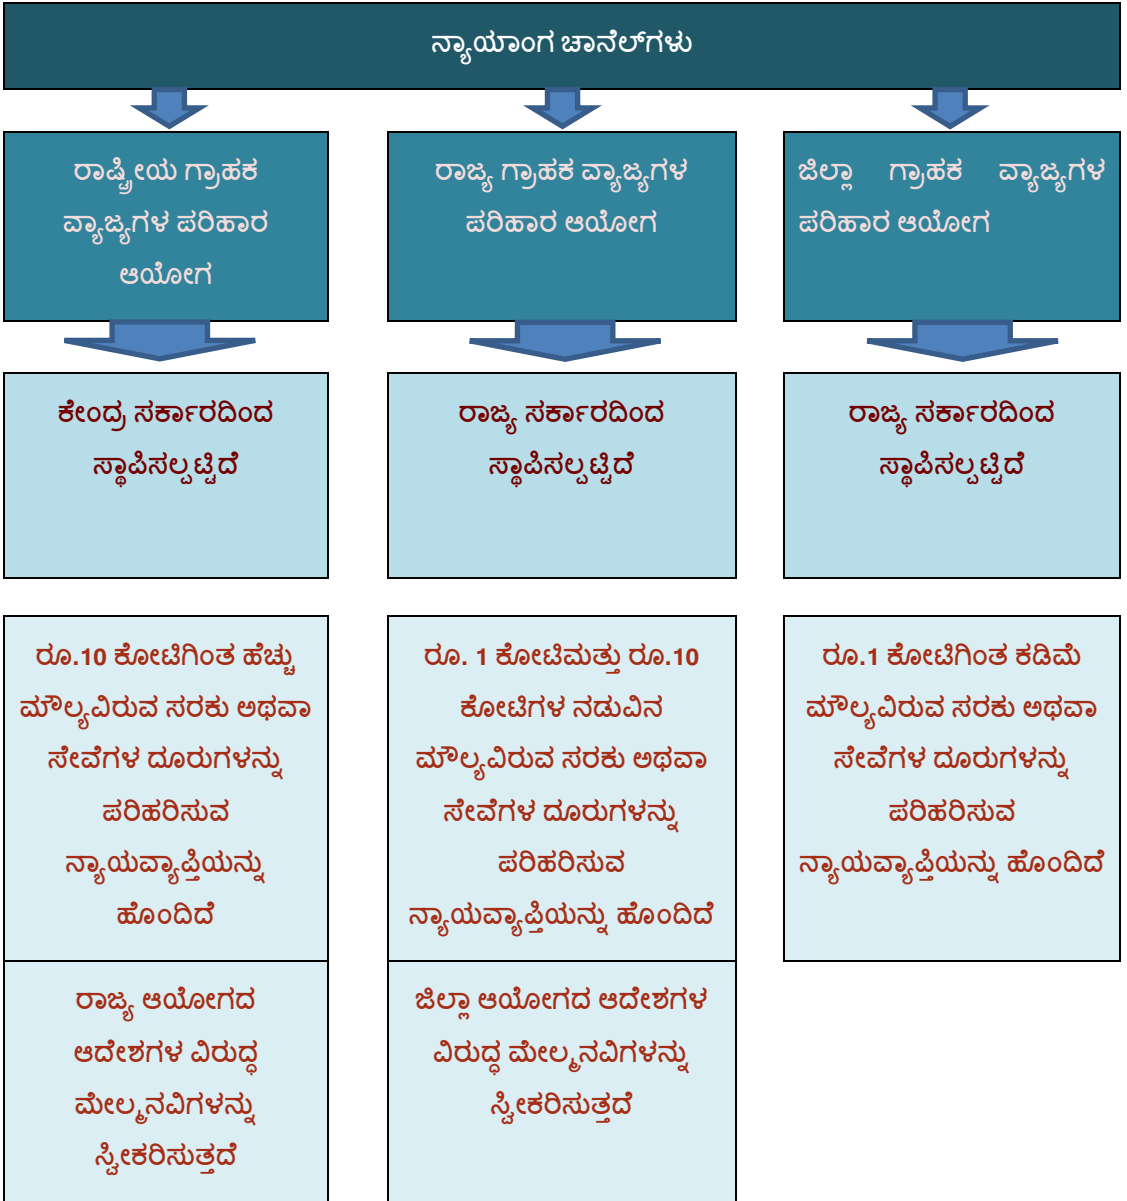 ನ್ಯಾಯಾಂಗ ಚಾನೆಲ್‌ಗಳು
ರಾಷ್ಟ್ರೀಯ ಗ್ರಾಹಕ
ವ್ಯಾಜ್ಯಗಳ ಪರಿಹಾರ
ಆಯೋಗ
ರಾಜ್ಯ ಗ್ರಾಹಕ ವ್ಯಾಜ್ಯಗಳ
ಪರಿಹಾರ ಆಯೋಗ
ಜಿಲ್ಲಾ ಗ್ರಾಹಕ ವ್ಯಾಜ್ಯಗಳ
ಪರಿಹಾರ ಆಯೋಗ
ಕೇಂದ್ರ ಸರ್ಕಾರದಿಂದ
ಸ್ಥಾಪಿಸಲ್ಪಟ್ಟಿದೆ
ರಾಜ್ಯ ಸರ್ಕಾರದಿಂದ
ಸ್ಥಾಪಿಸಲ್ಪಟ್ಟಿದೆ
ರಾಜ್ಯ ಸರ್ಕಾರದಿಂದ
ಸ್ಥಾಪಿಸಲ್ಪಟ್ಟಿದೆ
ರೂ.10 ಕೋಟಿಗಿಂತ ಹೆಚ್ಚು
ಮೌಲ್ಯವಿರುವ ಸರಕು ಅಥವಾ
ಸೇವೆಗಳ ದೂರುಗಳನ್ನು
ಪರಿಹರಿಸುವ
ನ್ಯಾಯವ್ಯಾಪ್ತಿಯನ್ನು
ಹೊಂದಿದೆ
ರೂ. 1 ಕೋಟಿಮತ್ತು ರೂ.10
ಕೋಟಿಗಳ ನಡುವಿನ
ಮೌಲ್ಯವಿರುವ ಸರಕು ಅಥವಾ
ಸೇವೆಗಳ ದೂರುಗಳನ್ನು
ಪರಿಹರಿಸುವ
ನ್ಯಾಯವ್ಯಾಪ್ತಿಯನ್ನು ಹೊಂದಿದೆ
ರೂ.1 ಕೋಟಿಗಿಂತ ಕಡಿಮೆ
ಮೌಲ್ಯವಿರುವ ಸರಕು ಅಥವಾ
ಸೇವೆಗಳ ದೂರುಗಳನ್ನು
ಪರಿಹರಿಸುವ
ನ್ಯಾಯವ್ಯಾಪ್ತಿಯನ್ನು ಹೊಂದಿದೆ
ರಾಜ್ಯ ಆಯೋಗದ
ಆದೇಶಗಳ ವಿರುದ್ಧ
ಮೇಲ್ಮನವಿಗಳನ್ನು
ಸ್ವೀಕರಿಸುತ್ತದೆ
ಜಿಲ್ಲಾ ಆಯೋಗದ ಆದೇಶಗಳ
ವಿರುದ್ಧ ಮೇಲ್ಮನವಿಗಳನ್ನು
ಸ್ವೀಕರಿಸುತ್ತದೆ